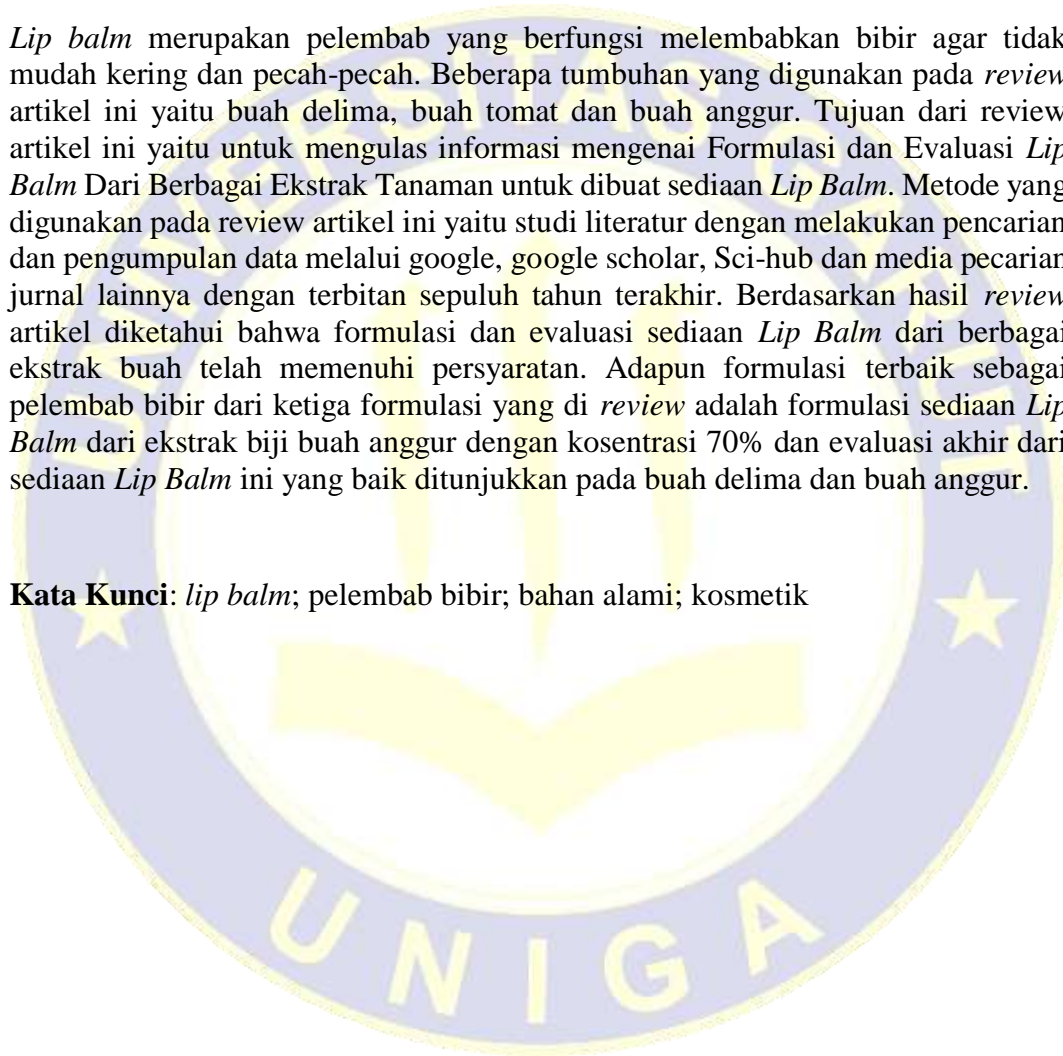 Lip balm merupakan pelembab yang berfungsi melembabkan bibir agar tidak
mudah kering dan pecah-pecah. Beberapa tumbuhan yang digunakan pada review
artikel ini yaitu buah delima, buah tomat dan buah anggur. Tujuan dari review
artikel ini yaitu untuk mengulas informasi mengenai Formulasi dan Evaluasi Lip
Balm Dari Berbagai Ekstrak Tanaman untuk dibuat sediaan Lip Balm. Metode yang
digunakan pada review artikel ini yaitu studi literatur dengan melakukan pencarian
dan pengumpulan data melalui google, google scholar, Sci-hub dan media pecarian
jurnal lainnya dengan terbitan sepuluh tahun terakhir. Berdasarkan hasil review
artikel diketahui bahwa formulasi dan evaluasi sediaan Lip Balm dari berbagai
ekstrak buah telah memenuhi persyaratan. Adapun formulasi terbaik sebagai
pelembab bibir dari ketiga formulasi yang di review adalah formulasi sediaan Lip
Balm dari ekstrak biji buah anggur dengan kosentrasi 70% dan evaluasi akhir dari
sediaan Lip Balm ini yang baik ditunjukkan pada buah delima dan buah anggur.
Kata Kunci: lip balm; pelembab bibir; bahan alami; kosmetik
UNIVERSITAS GARUT
UNIGA